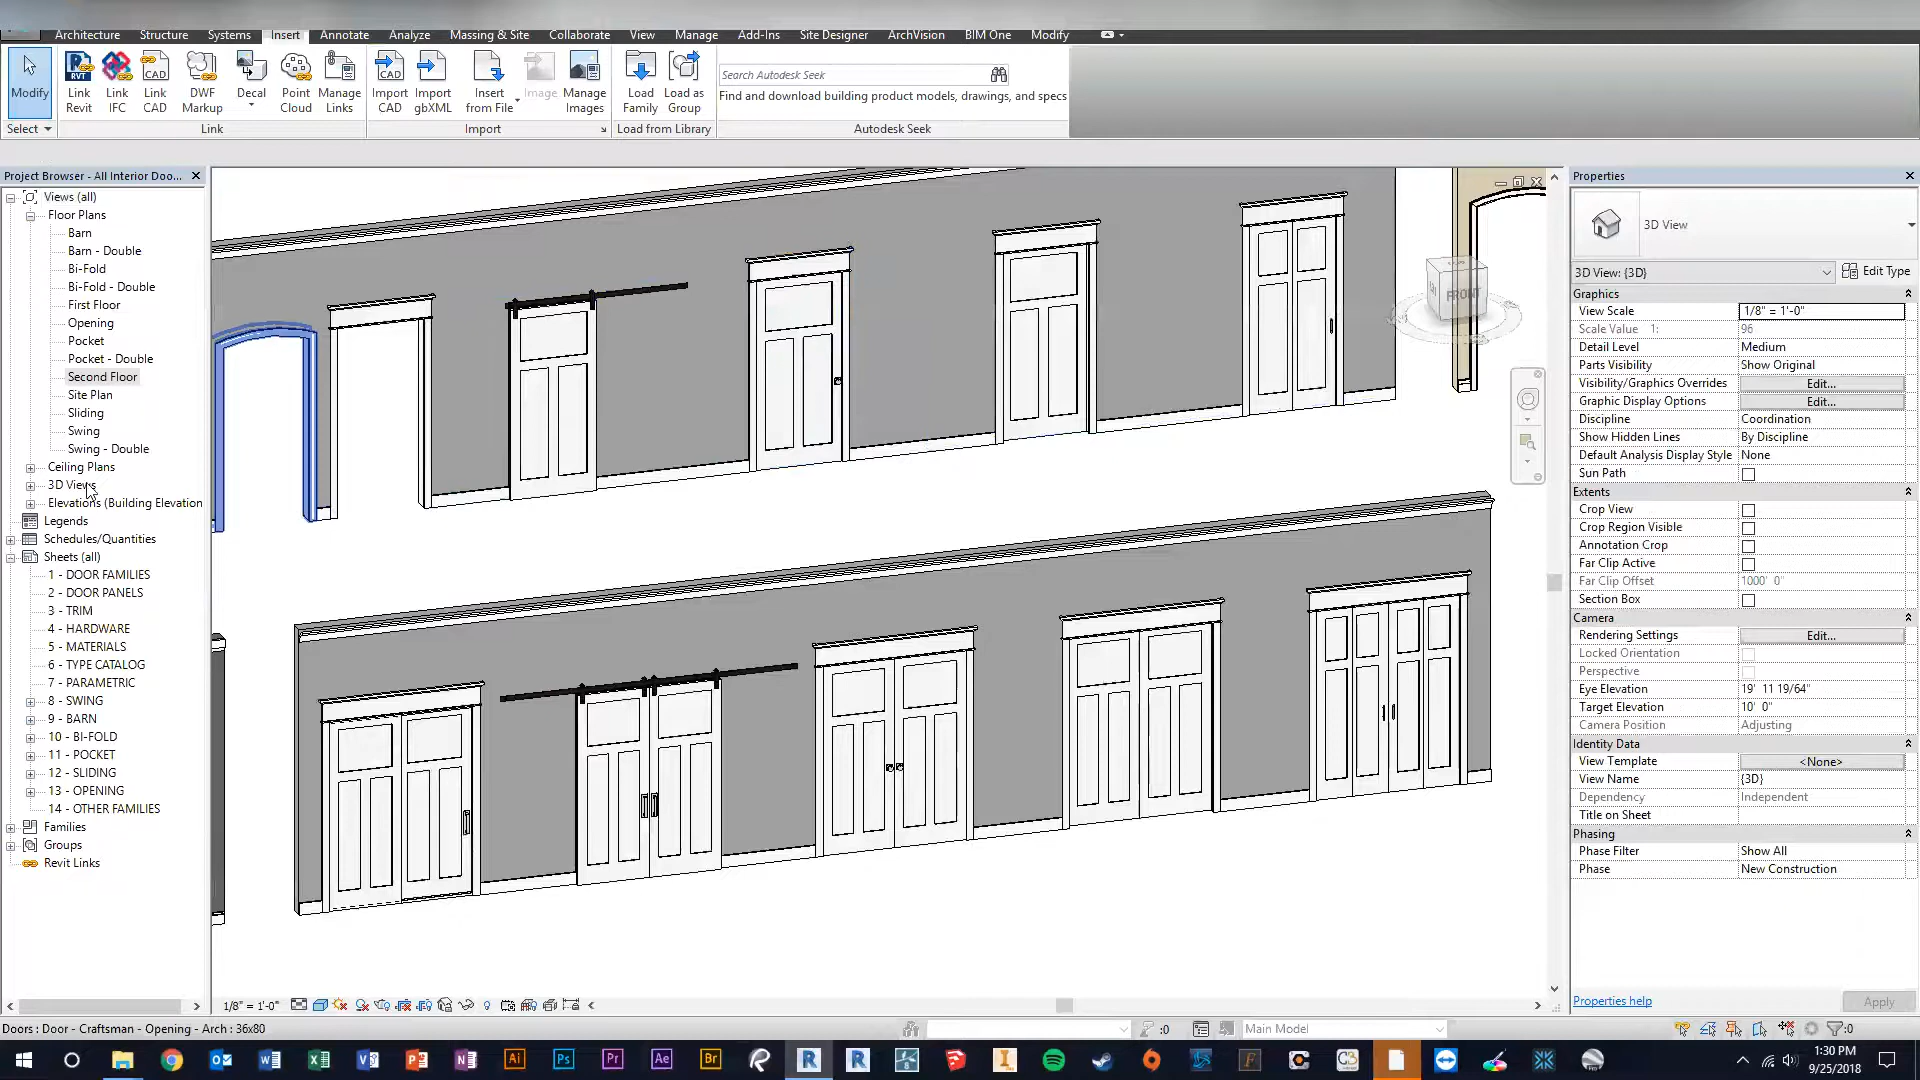 Architecture Structure Systems Insert Annotate Analyze Massing & Site Collaborate View Manage Add-Ins Site Designer ArchVision BIM One Modify
Modify
Link Revit
Link IFC
Link CAD
DWF Markup
Decal
Point Cloud
Manage Links
Import CAD
Import gbXML
Insert from File
Image
Manage Images
Load Family
Load as Group
Search Autodesk Seek
Find and download building product models, drawings, and specs
Select
Link
Import
Load from Library
Autodesk Seek
Project Browser - All Interior Doo...
Views (all)
Floor Plans
Barn
Barn - Double
Bi-Fold
Bi-Fold - Double
First Floor
Opening
Pocket
Pocket - Double
Second Floor
Site Plan
Sliding
Swing
Swing - Double
Ceiling Plans
3D Views
Elevations (Building Elevation
Legends
Schedules/Quantities
Sheets (all)
1 - DOOR FAMILIES
2 - DOOR PANELS
3 - TRIM
4 - HARDWARE
5 - MATERIALS
6 - TYPE CATALOG
7 - PARAMETRIC
8 - SWING
9 - BARN
10 - BI-FOLD
11 - POCKET
12 - SLIDING
13 - OPENING
14 - OTHER FAMILIES
Families
Groups
Revit Links
FRONT
1/8" = 1'-0"
Properties
3D View
3D View: {3D}
Edit Type
Graphics
View Scale 1/8" = 1'-0"
Scale Value 1: 96
Detail Level Medium
Parts Visibility Show Original
Visibility/Graphics Overrides Edit...
Graphic Display Options Edit...
Discipline Coordination
Show Hidden Lines By Discipline
Default Analysis Display Style None
Sun Path
Extents
Crop View
Crop Region Visible
Annotation Crop
Far Clip Active
Far Clip Offset 1000' 0"
Section Box
Camera
Rendering Settings Edit...
Locked Orientation
Perspective
Eye Elevation 19' 11 19/64"
Target Elevation 10' 0"
Camera Position Adjusting
Identity Data
View Template <None>
View Name {3D}
Dependency Independent
Title on Sheet
Phasing
Phase Filter Show All
Phase New Construction
Properties help
Apply
Doors : Door - Craftsman - Opening - Arch : 36x80
:0
Main Model
:0
1:30 PM
9/25/2018